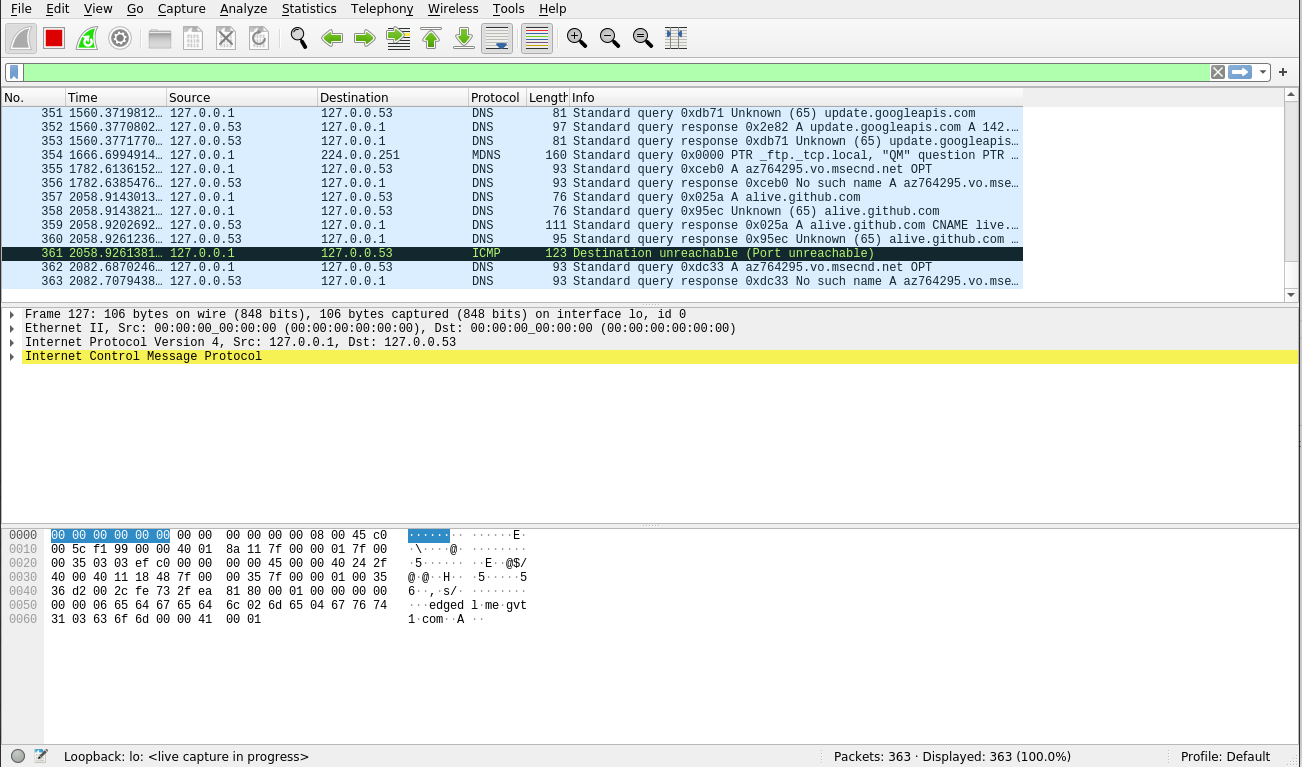 File Edit View Go Capture Analyze Statistics Telephony Wireless Tools Help
No. Time Source Destination Protocol Length Info
351 1560.3719812… 127.0.0.1 127.0.0.53 DNS 81 Standard query 0xdb71 Unknown (65) update.googleapis.com
352 1560.3770802… 127.0.0.53 127.0.0.1 DNS 97 Standard query response 0x2e82 A update.googleapis.com A 142.…
353 1560.3771770… 127.0.0.53 127.0.0.1 DNS 81 Standard query response 0xdb71 Unknown (65) update.googleapis…
354 1666.6994914… 127.0.0.1 224.0.0.251 MDNS 160 Standard query 0x0000 PTR _ftp._tcp.local, "QM" question PTR …
355 1782.6136152… 127.0.0.1 127.0.0.53 DNS 93 Standard query 0xceb0 A az764295.vo.msecnd.net OPT
356 1782.6385476… 127.0.0.53 127.0.0.1 DNS 93 Standard query response 0xceb0 No such name A az764295.vo.mse…
357 2058.9143013… 127.0.0.1 127.0.0.53 DNS 76 Standard query 0x025a A alive.github.com
358 2058.9143821… 127.0.0.1 127.0.0.53 DNS 76 Standard query 0x95ec Unknown (65) alive.github.com
359 2058.9202692… 127.0.0.53 127.0.0.1 DNS 111 Standard query response 0x025a A alive.github.com CNAME live.…
360 2058.9261236… 127.0.0.53 127.0.0.1 DNS 95 Standard query response 0x95ec Unknown (65) alive.github.com …
361 2058.9261381… 127.0.0.1 127.0.0.53 ICMP 123 Destination unreachable (Port unreachable)
362 2082.6870246… 127.0.0.1 127.0.0.53 DNS 93 Standard query 0xdc33 A az764295.vo.msecnd.net OPT
363 2082.7079438… 127.0.0.53 127.0.0.1 DNS 93 Standard query response 0xdc33 No such name A az764295.vo.mse…
Frame 127: 106 bytes on wire (848 bits), 106 bytes captured (848 bits) on interface lo, id 0
Ethernet II, Src: 00:00:00_00:00:00 (00:00:00:00:00:00), Dst: 00:00:00_00:00:00 (00:00:00:00:00:00)
Internet Protocol Version 4, Src: 127.0.0.1, Dst: 127.0.0.53
Internet Control Message Protocol
0000 00 00 00 00 00 00 00 00 00 00 00 00 08 00 45 c0 ········ ······E·
0010 00 5c f1 99 00 00 40 01 8a 11 7f 00 00 01 7f 00 ·\····@· ········
0020 00 35 03 03 ef c0 00 00 00 00 45 00 00 40 24 2f ·5······ ··E··@$/
0030 40 00 40 11 18 48 7f 00 00 35 7f 00 00 01 00 35 @·@··H·· ·5·····5
0040 36 d2 00 2c fe 73 2f ea 81 80 00 01 00 00 00 00 6··,·s/· ········
0050 00 00 06 65 64 67 65 64 6c 02 6d 65 04 67 76 74 ···edged l·me·gvt
0060 31 03 63 6f 6d 00 00 41 00 01 1·com··A ··
Loopback: lo: <live capture in progress> Packets: 363 · Displayed: 363 (100.0%) Profile: Default